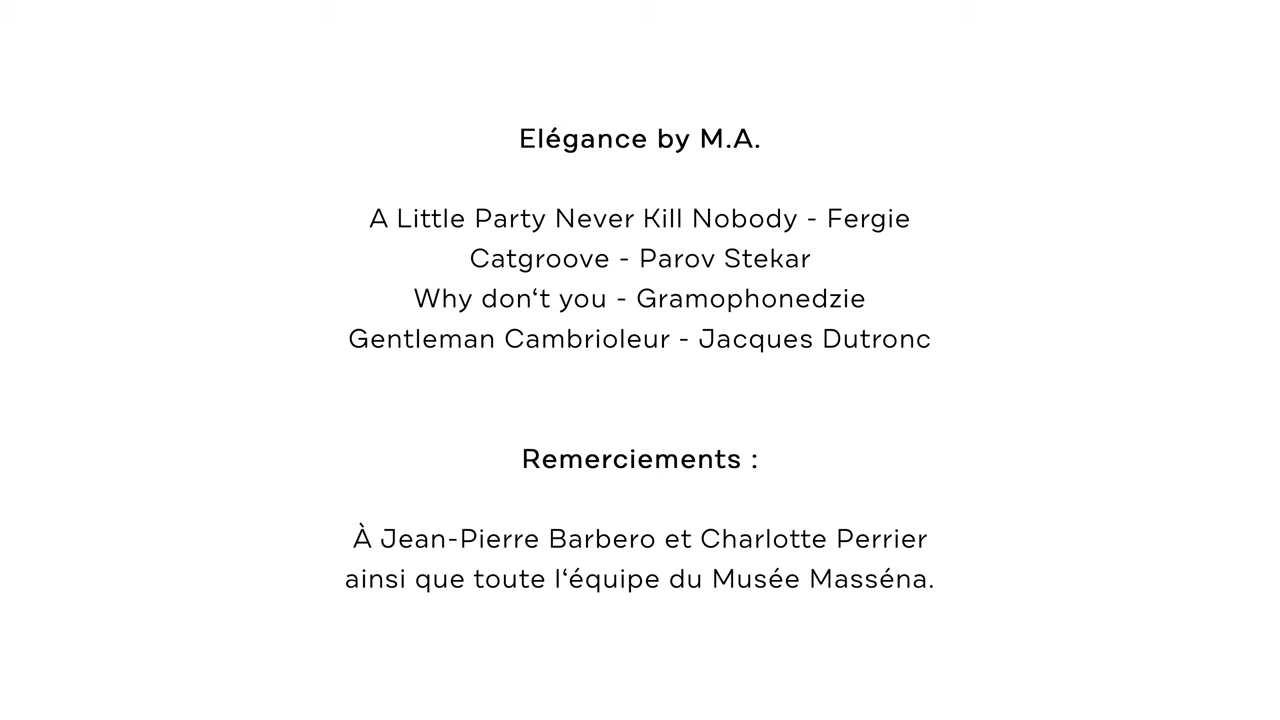 Elégance by M.A.
A Little Party Never Kill Nobody - Fergie
Catgroove - Parov Stekar
Why don‘t you - Gramophonedzie
Gentleman Cambrioleur - Jacques Dutronc
Remerciements :
À Jean-Pierre Barbero et Charlotte Perrier
ainsi que toute l‘équipe du Musée Masséna.